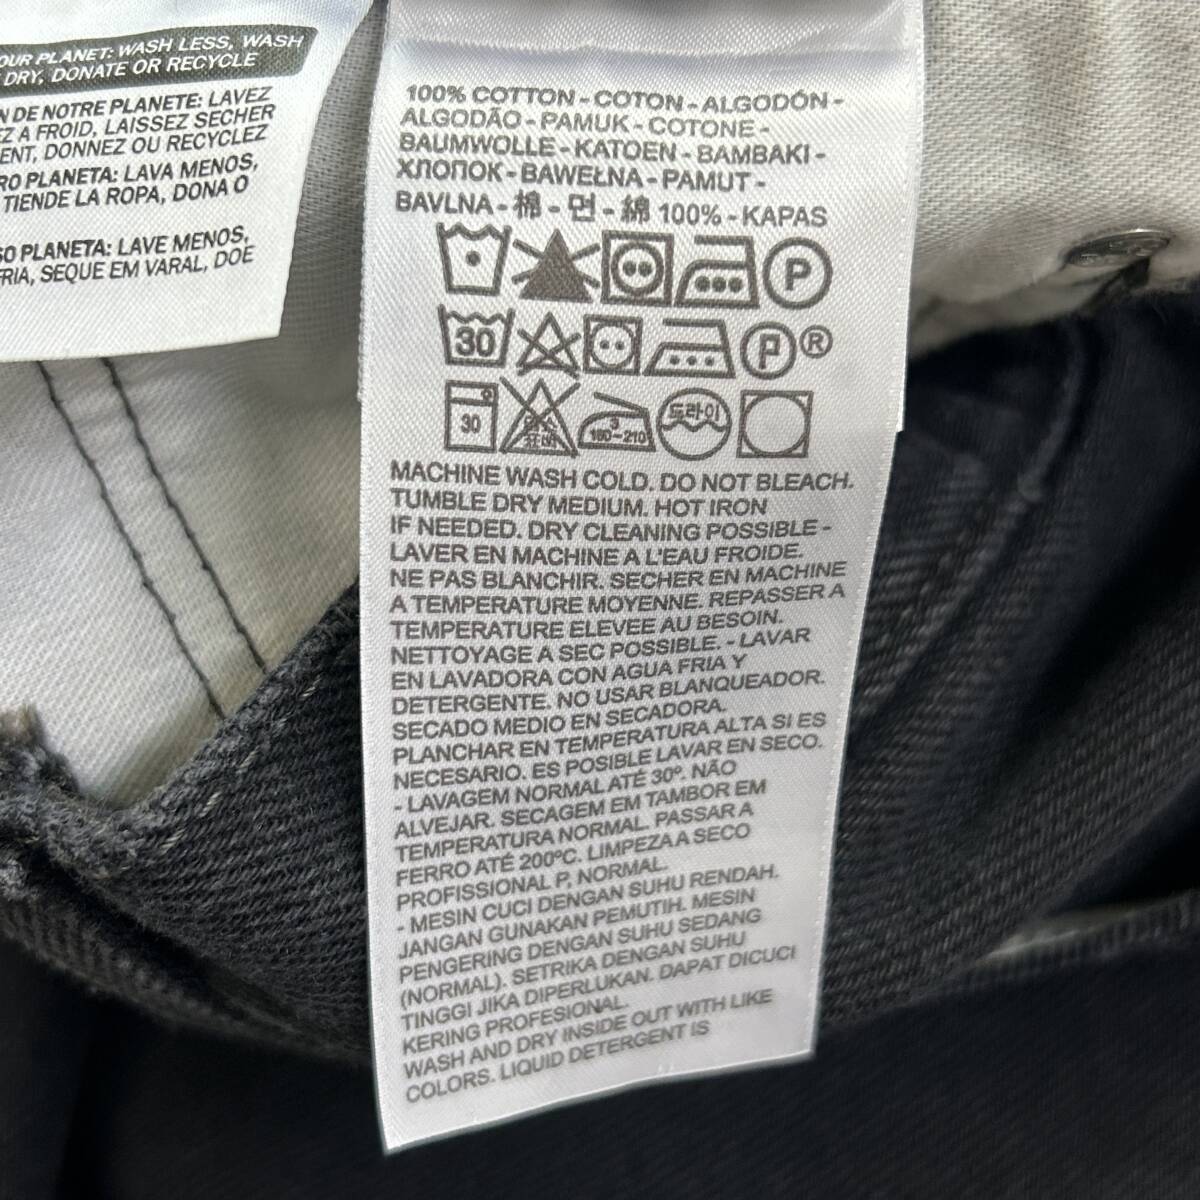 OUR PLANET: WASH LESS, WASH
DRY, DONATE OR RECYCLE
N DE NOTRE PLANETE: LAVEZ
EZ A FROID, LAISSEZ SECHER
ENT, DONNEZ OU RECYCLEZ
RO PLANETA: LAVA MENOS,
TIENDE LA ROPA, DONA O
SO PLANETA: LAVE MENOS,
FRIA, SEQUE EM VARAL, DOE
100% COTTON - COTON - ALGODÓN -
ALGODÃO - PAMUK - COTONE -
BAUMWOLLE - KATOEN - BAMBAKI -
ХЛОПОК - BAWEŁNA - PAMUT -
BAVLNA - 棉 - 면 - 綿 100% - KAPAS
P
30 P ®
30 염소 표백 3 180~210 드라이
MACHINE WASH COLD. DO NOT BLEACH.
TUMBLE DRY MEDIUM. HOT IRON
IF NEEDED. DRY CLEANING POSSIBLE -
LAVER EN MACHINE A L'EAU FROIDE.
NE PAS BLANCHIR. SECHER EN MACHINE
A TEMPERATURE MOYENNE. REPASSER A
TEMPERATURE ELEVEE AU BESOIN.
NETTOYAGE A SEC POSSIBLE. - LAVAR
EN LAVADORA CON AGUA FRIA Y
DETERGENTE. NO USAR BLANQUEADOR.
SECADO MEDIO EN SECADORA.
PLANCHAR EN TEMPERATURA ALTA SI ES
NECESARIO. ES POSIBLE LAVAR EN SECO.
- LAVAGEM NORMAL ATÉ 30º. NÃO
ALVEJAR. SECAGEM EM TAMBOR EM
TEMPERATURA NORMAL. PASSAR A
FERRO ATÉ 200ºC. LIMPEZA A SECO
PROFISSIONAL P, NORMAL.
- MESIN CUCI DENGAN SUHU RENDAH.
JANGAN GUNAKAN PEMUTIH. MESIN
PENGERING DENGAN SUHU SEDANG
(NORMAL). SETRIKA DENGAN SUHU
TINGGI JIKA DIPERLUKAN. DAPAT DICUCI
KERING PROFESIONAL.
WASH AND DRY INSIDE OUT WITH LIKE
COLORS. LIQUID DETERGENT IS